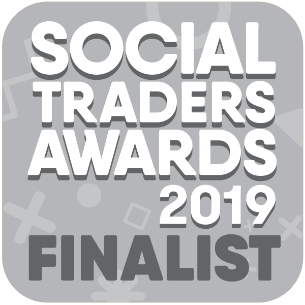 SOCIAL
TRADERS
AWARDS
2019
FINALIST